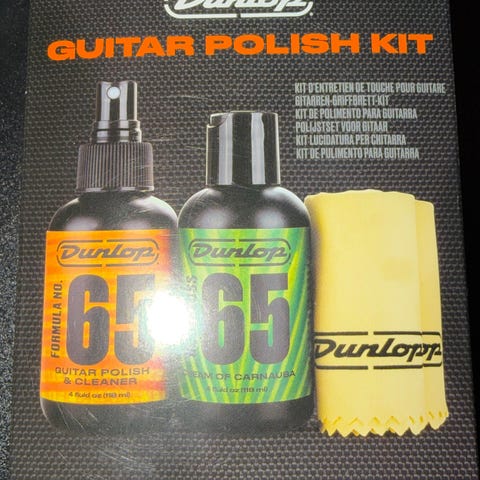 Dunlop
GUITAR POLISH KIT
KIT D'ENTRETIEN DE TOUCHE POUR GUITARE
GITARREN-GRIFFBRETT-KIT
KIT DE POLIMENTO PARA GUITARRA
POLIJSTSET VOOR GITAAR
KIT LUCIDATURA PER CHITARRA
KIT DE PULIMENTO PARA GUITARRA
Dunlop
FORMULA NO.
65
GUITAR POLISH
& CLEANER
4 fluid oz (118 ml)
Dunlop
65
EAM OF CARNAUBA
4 fluid oz (118 ml)
Dunlopp